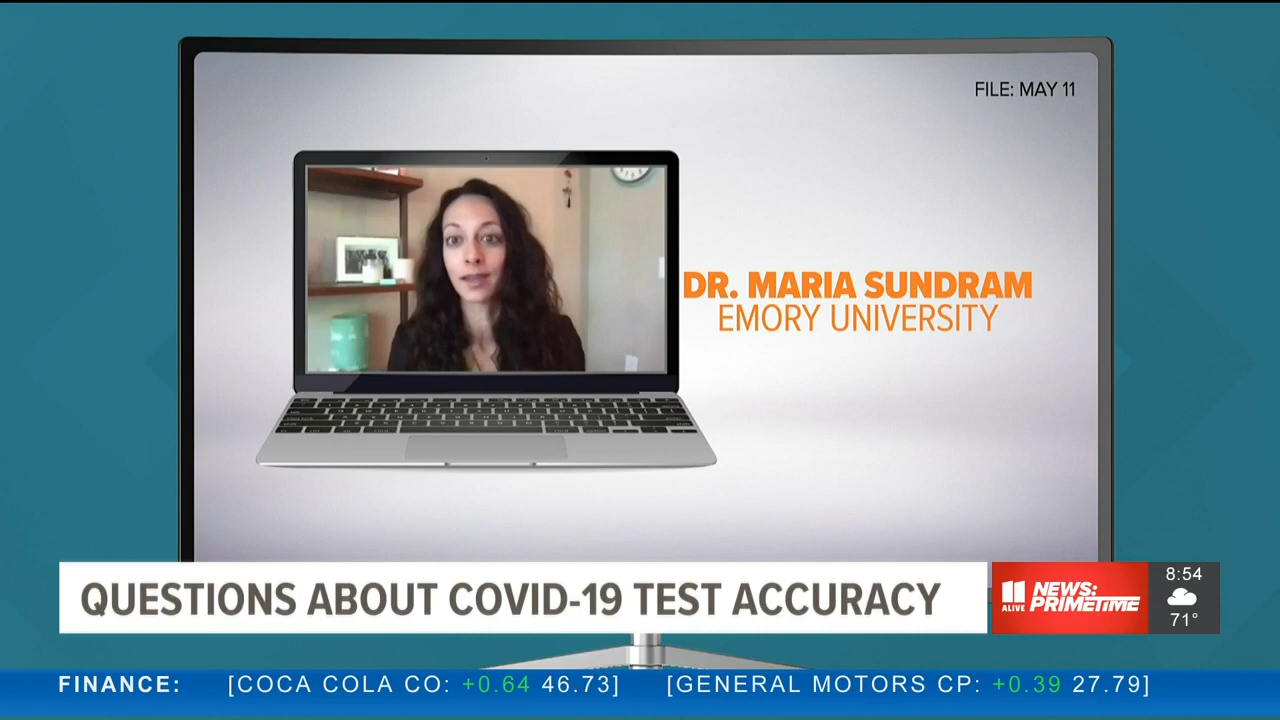 FILE: MAY 11
DR. MARIA SUNDRAM
EMORY UNIVERSITY
QUESTIONS ABOUT COVID-19 TEST ACCURACY
11 ALIVE NEWS: PRIMETIME
8:54
71°
FINANCE: [COCA COLA CO: +0.64 46.73] [GENERAL MOTORS CP: +0.39 27.79]